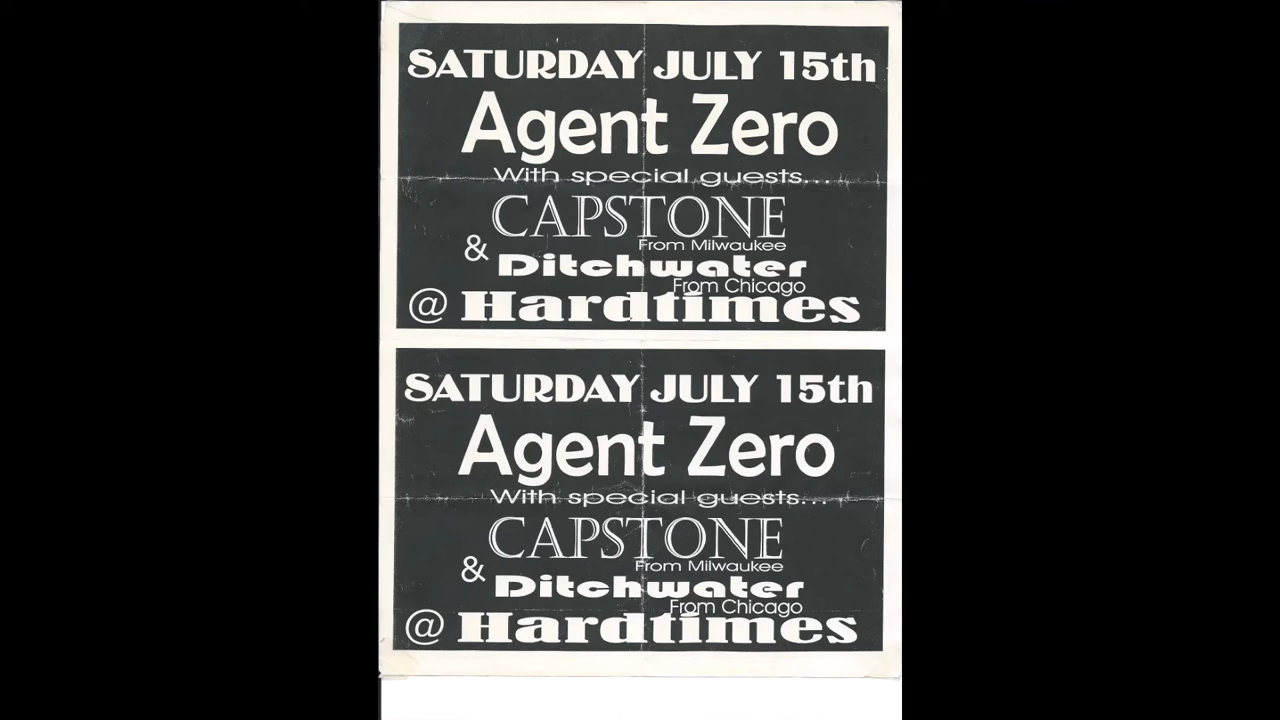 SATURDAY JULY 15th
Agent Zero
With special guests...
CAPSTONE
From Milwaukee
& Ditchwater
From Chicago
@ Hardtimes
SATURDAY JULY 15th
Agent Zero
With special guests...
CAPSTONE
From Milwaukee
& Ditchwater
From Chicago
@ Hardtimes